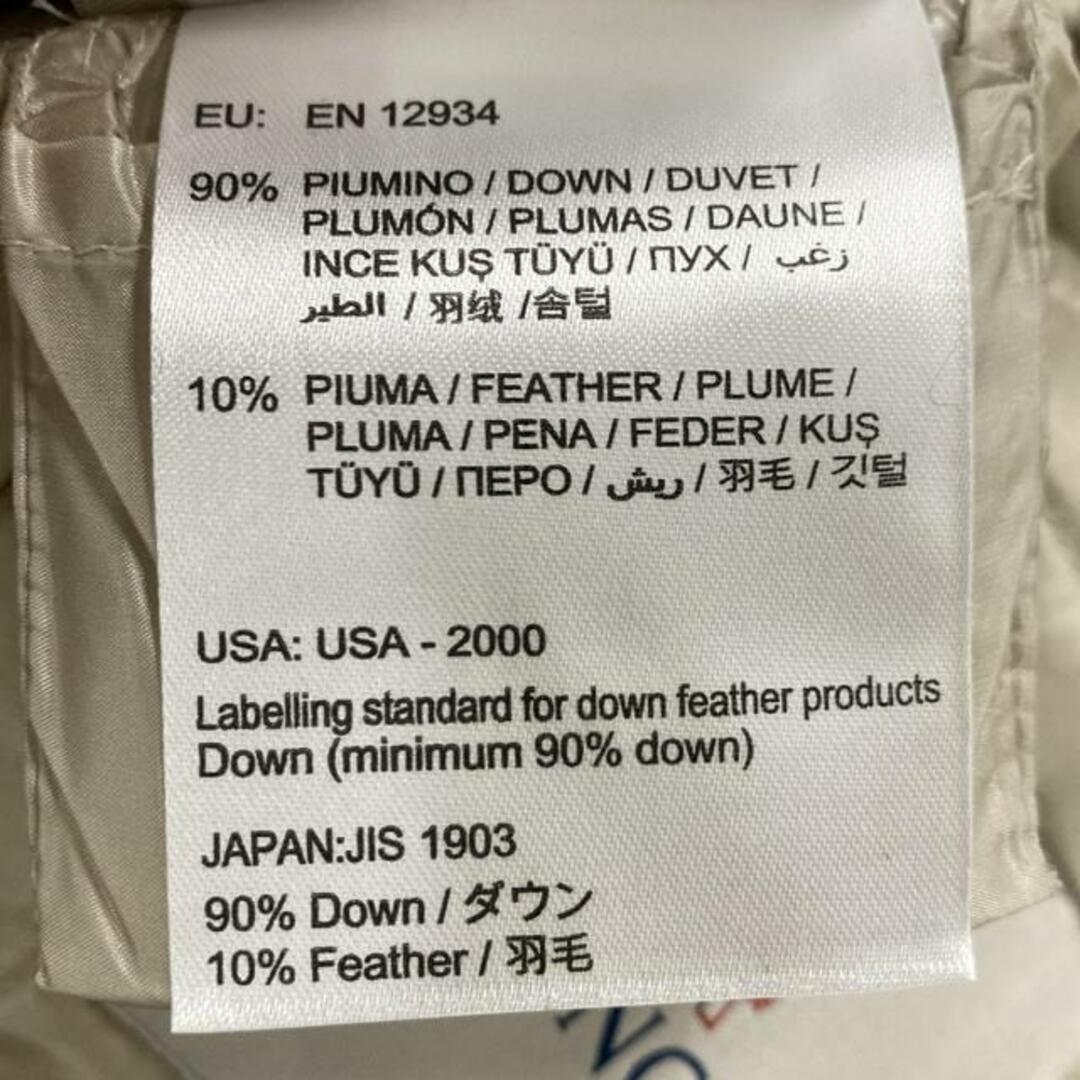 EU: EN 12934
90% PIUMINO / DOWN / DUVET /
PLUMÓN / PLUMAS / DAUNE /
INCE KUŞ TÜYÜ / ПУХ / زغب
الطير / 羽绒 /솜털
10% PIUMA / FEATHER / PLUME /
PLUMA / PENA / FEDER / KUŞ
TÜYÜ / ПЕРО / ريش / 羽毛 / 깃털
USA: USA - 2000
Labelling standard for down feather products
Down (minimum 90% down)
JAPAN:JIS 1903
90% Down / ダウン
10% Feather / 羽毛